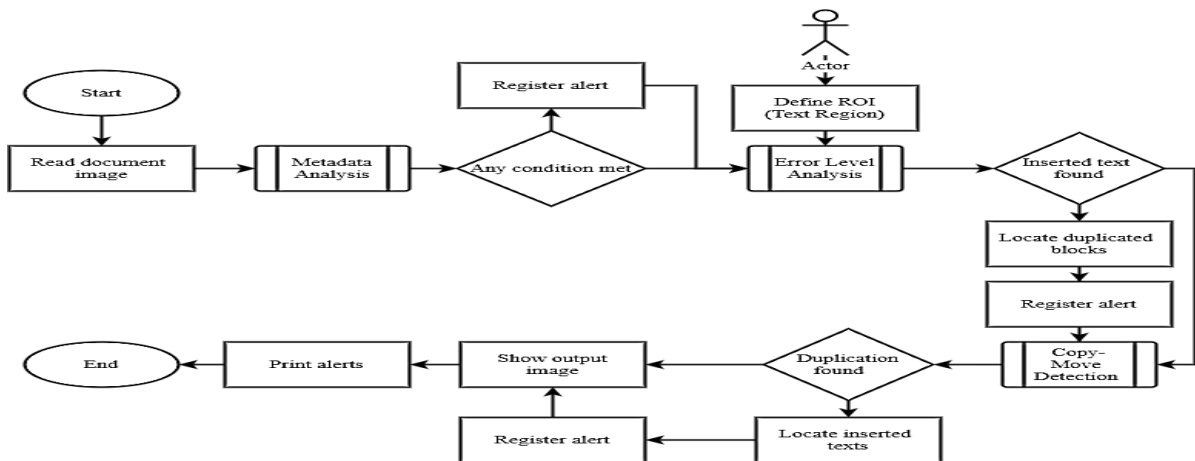 Actor
Start
Register alert
Define ROI
(Text Region)
Read document
image
Metadata
Analysis
Any condition met
Error Level
Analysis
Inserted text
found
Locate duplicated
blocks
Register alert
End
Print alerts
Show output
image
Duplication
found
Copy-
Move
Detection
Register alert
Locate inserted
texts